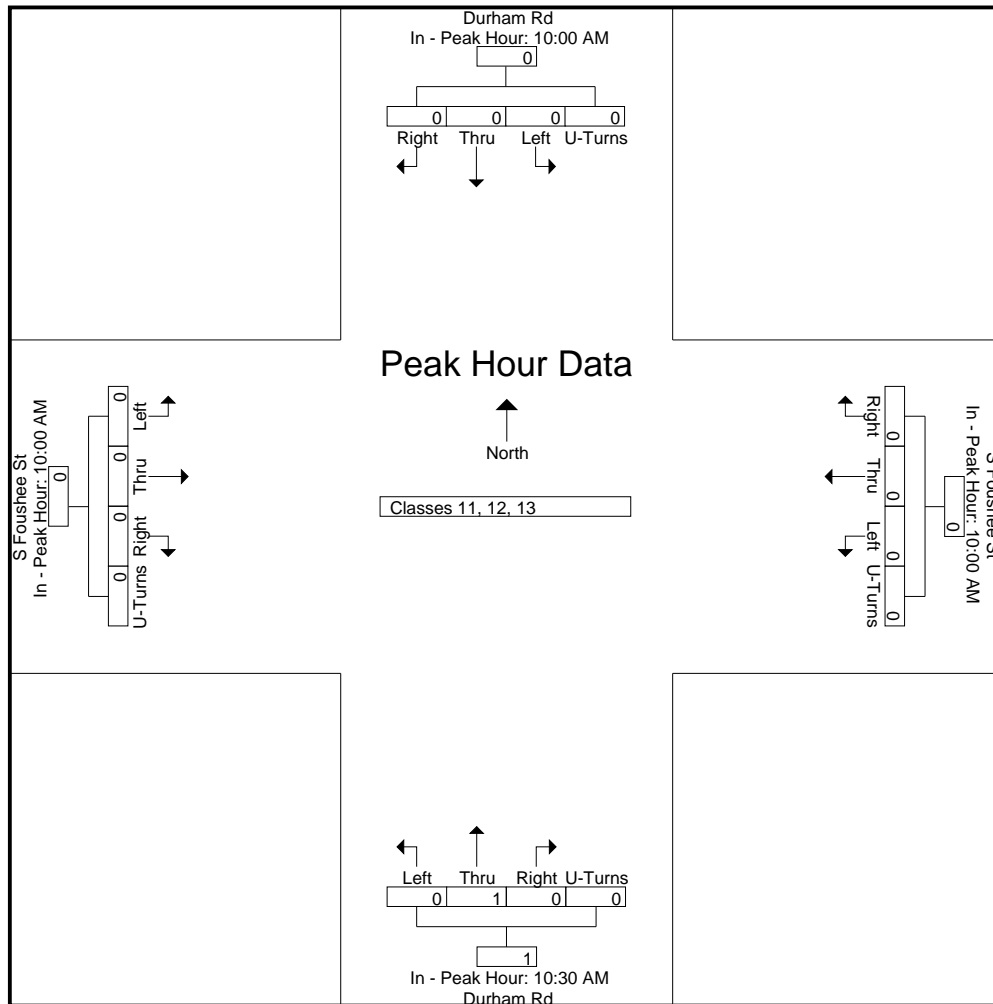 Durham Rd
In - Peak Hour: 10:00 AM
0
0 0 0 0
Right Thru Left U-Turns
Peak Hour Data
North
Classes 11, 12, 13
S Foushee St
In - Peak Hour: 10:00 AM
0
0 0 0 0
Left Thru Right U-Turns
Right Thru Left U-Turns
0 0 0 0
0
In - Peak Hour: 10:00 AM
S Foushee St
Left Thru Right U-Turns
0 1 0 0
1
In - Peak Hour: 10:30 AM
Durham Rd